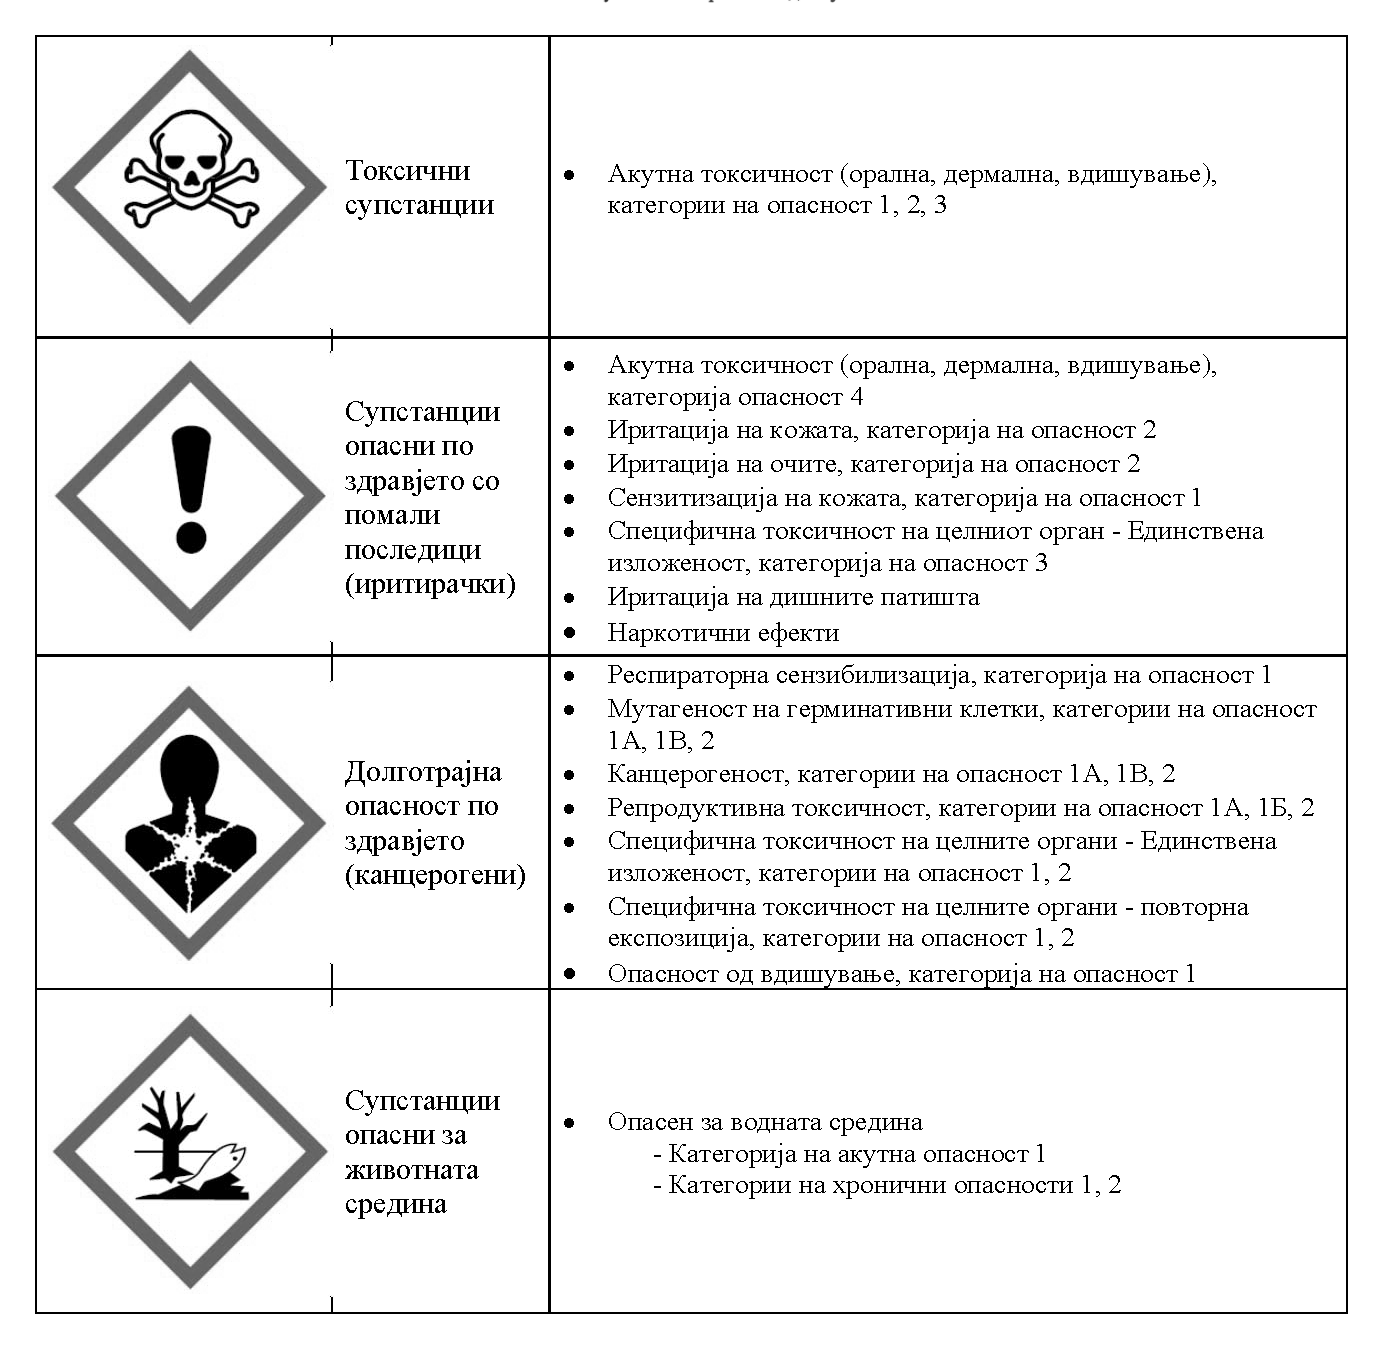 Токсични
супстанции
• Акутна токсичност (орална, дермална, вдишување),
категории на опасност 1, 2, 3
Супстанции
опасни по
здравјето со
помали
последици
(иритирачки)
• Акутна токсичност (орална, дермална, вдишување),
категорија опасност 4
• Иритација на кожата, категорија на опасност 2
• Иритација на очите, категорија на опасност 2
• Сензитизација на кожата, категорија на опасност 1
• Специфична токсичност на целниот орган - Единствена
изложеност, категорија на опасност 3
• Иритација на дишните патишта
• Наркотични ефекти
Долготрајна
опасност по
здравјето
(канцерогени)
• Респираторна сензибилизација, категорија на опасност 1
• Мутагеност на герминативни клетки, категории на опасност
1А, 1В, 2
• Канцерогеност, категории на опасност 1А, 1В, 2
• Репродуктивна токсичност, категории на опасност 1А, 1Б, 2
• Специфична токсичност на целните органи - Единствена
изложеност, категории на опасност 1, 2
• Специфична токсичност на целните органи - повторна
експозиција, категории на опасност 1, 2
• Опасност од вдишување, категорија на опасност 1
Супстанции
опасни за
животната
средина
• Опасен за водната средина
- Категорија на акутна опасност 1
- Категории на хронични опасности 1, 2